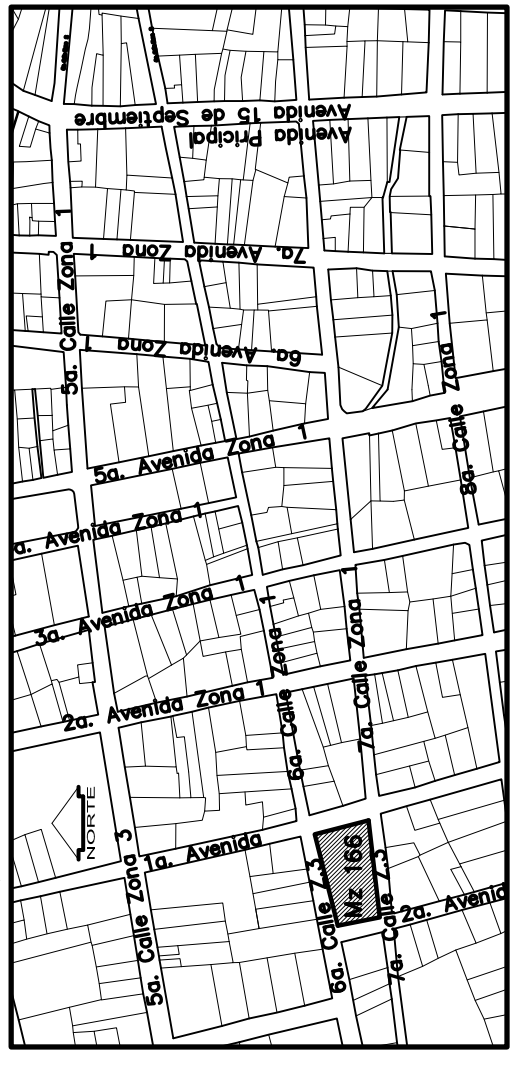 Avenida 15 de Septiembre
Avenida Pricipal
7a. Avenida Zona 1
5a. Calle Zona 1
6a. Avenida Zona 1
8a. Calle Zona 1
5a. Avenida Zona 1
a. Avenida Zona 1
3a. Avenida Zona 1
6a. Calle Zona 1
7a. Calle Zona 1
2a. Avenida Zona 1
NORTE
1a. Avenida
5a. Calle Zona 3
6a. Calle Z.3
Mz 166
7a. Calle Z.3
2a. Avenid